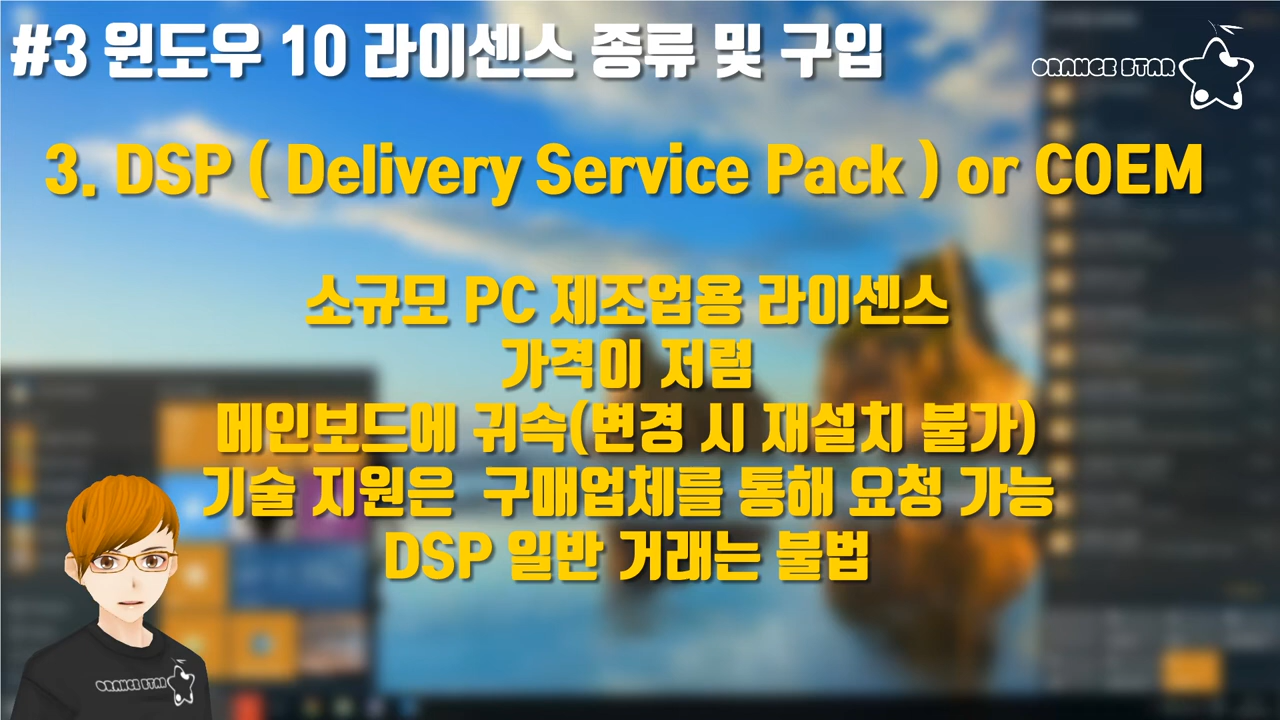 #3 윈도우 10 라이센스 종류 및 구입
ORANGE STAR
3. DSP ( Delivery Service Pack ) or COEM
소규모 PC 제조업용 라이센스
가격이 저렴
메인보드에 귀속(변경 시 재설치 불가)
기술 지원은 구매업체를 통해 요청 가능
DSP 일반 거래는 불법
ORANGE STAR